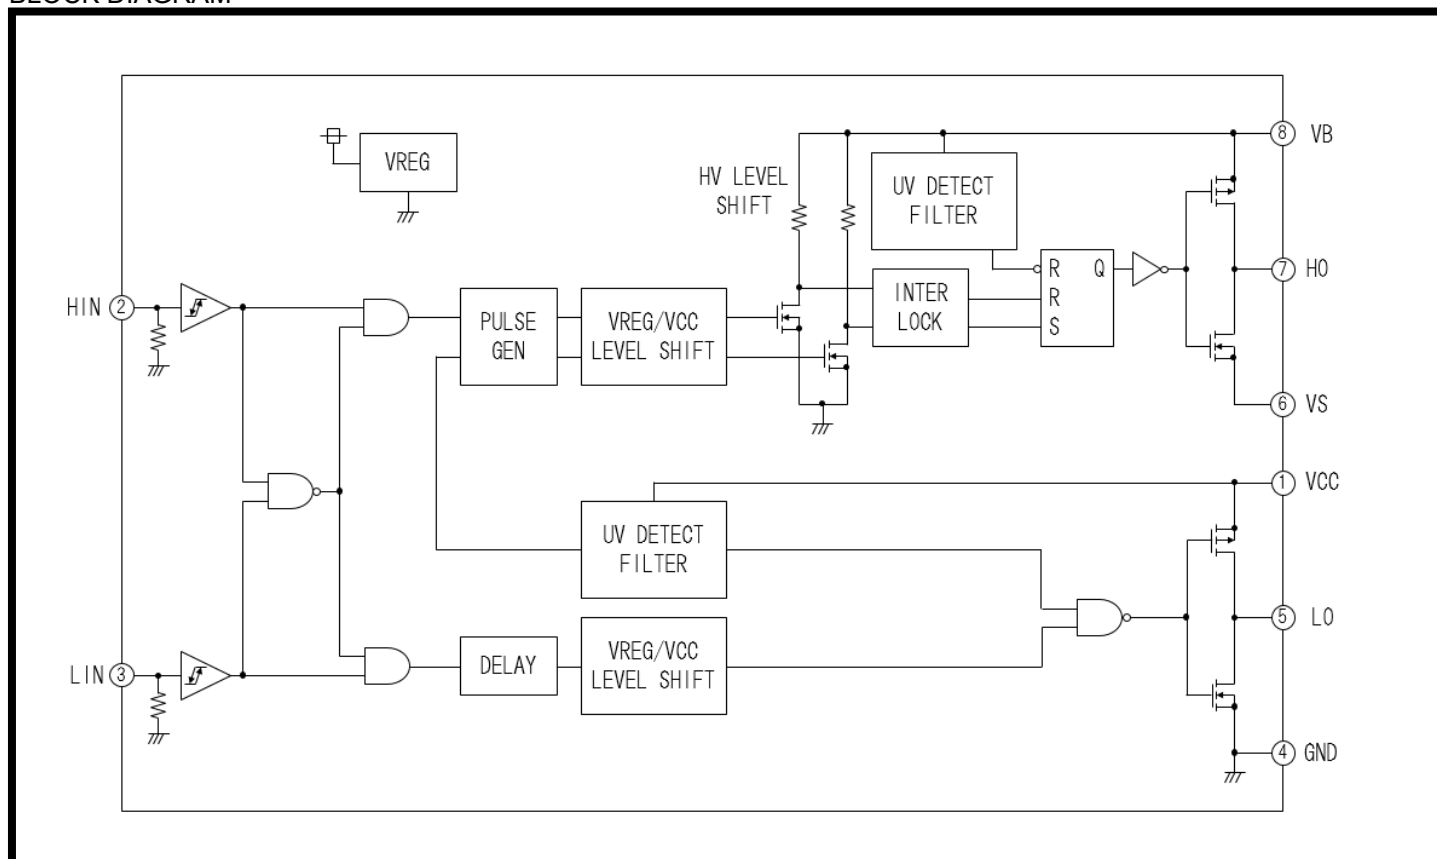 BLOCK DIAGRAM
8 VB
VREG
HV LEVEL
SHIFT
UV DETECT
FILTER
R Q
R
S
7 HO
HIN 2
PULSE
GEN
VREG/VCC
LEVEL SHIFT
INTER
LOCK
6 VS
1 VCC
UV DETECT
FILTER
5 LO
LIN 3
DELAY
VREG/VCC
LEVEL SHIFT
4 GND